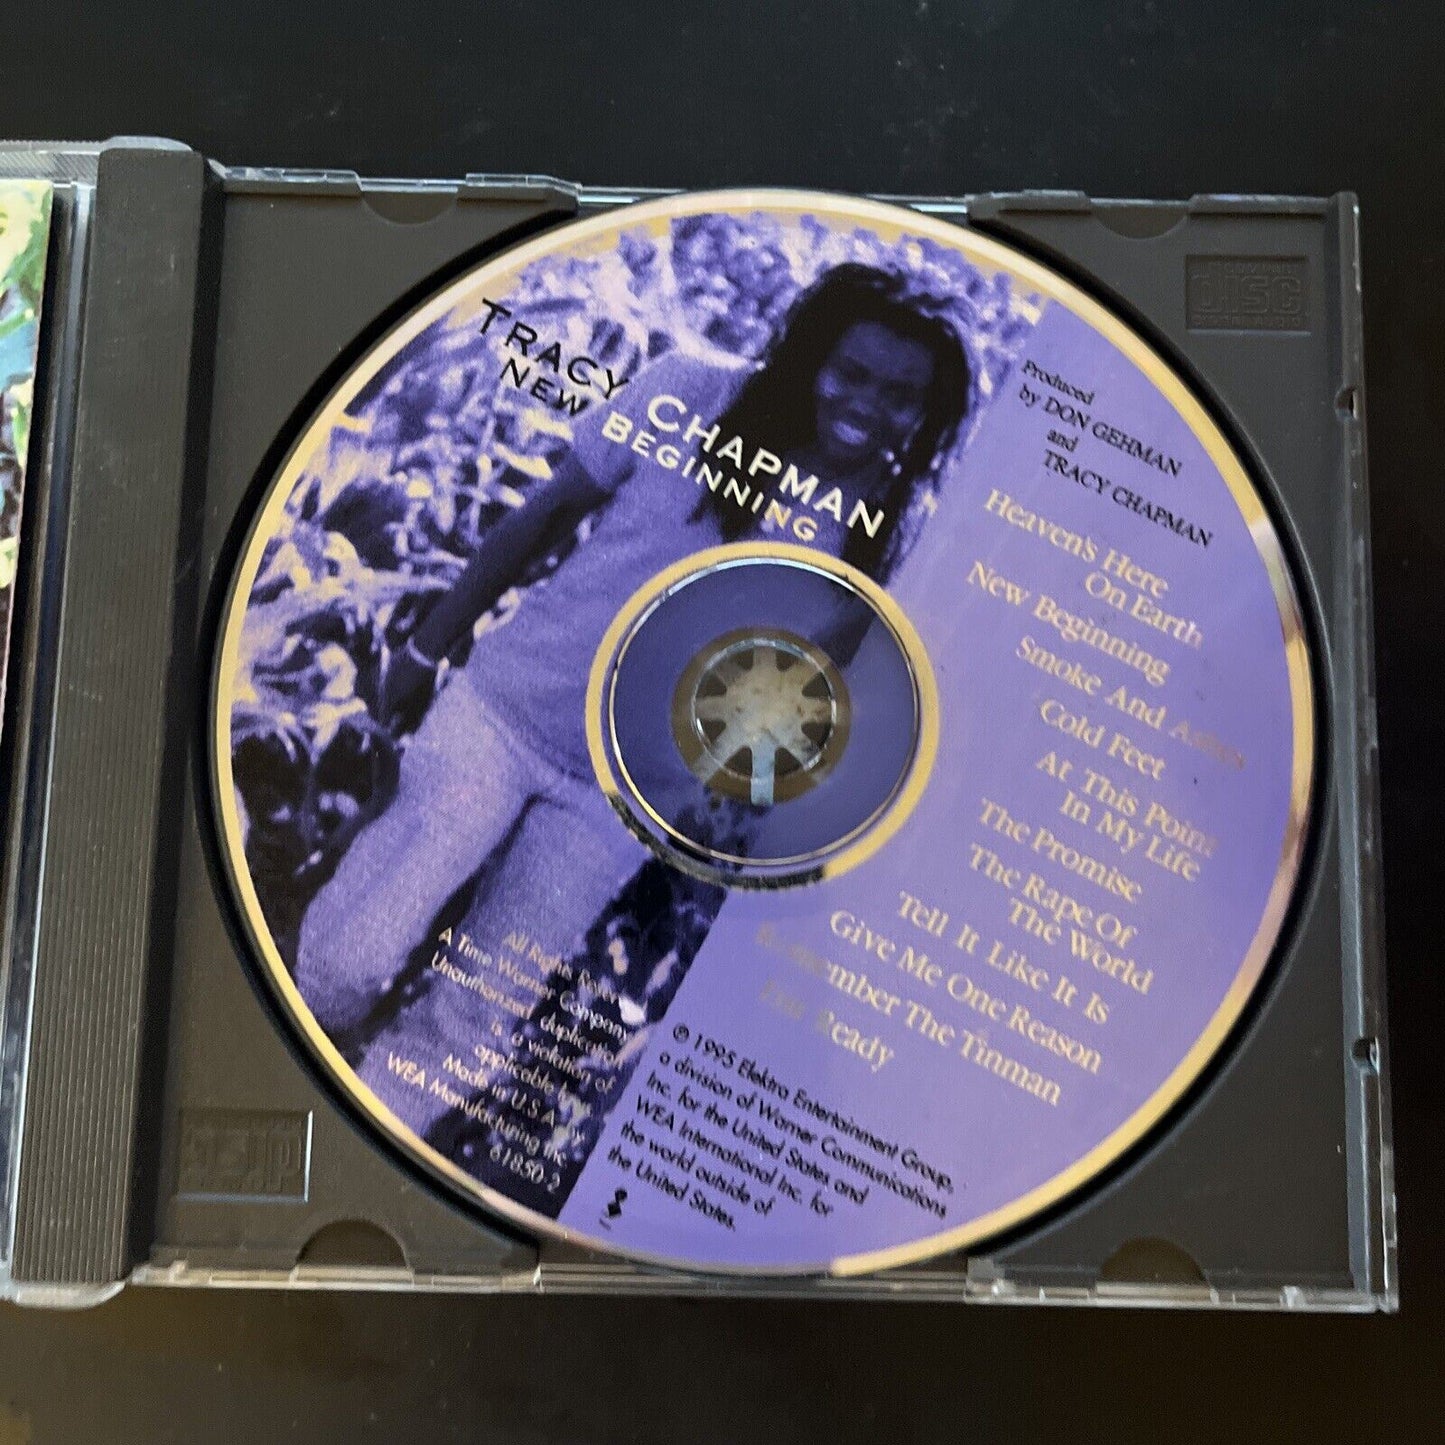 TRACY CHAPMAN
NEW BEGINNING
Produced
by DON GEHMAN
and
TRACY CHAPMAN
Heaven's Here
On Earth
New Beginning
Smoke And Ashes
Cold Feet
At This Point
In My Life
The Promise
The Rape Of
The World
Tell It Like It Is
Give Me One Reason
Remember The Tinman
I'm Ready
All Rights
A Time Warner Company
Unauthorized duplication
is a violation of
applicable
Made in U.S.A. by
WEA Manufacturing Inc.
61850-2
℗ 1995 Elektra Entertainment Group,
a division of Warner Communications
Inc. for the United States and
WEA International Inc. for
the world outside of
the United States.
DISC